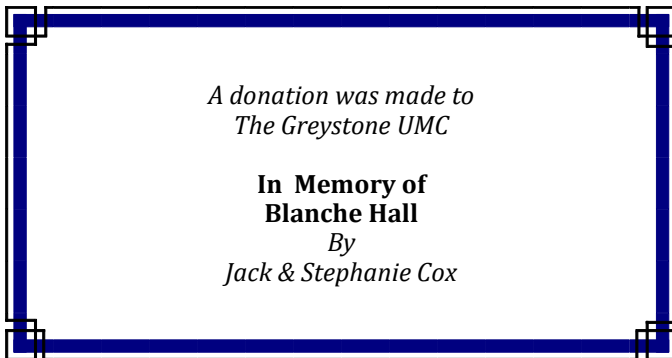 A donation was made to
The Greystone UMC
In Memory of
Blanche Hall
By
Jack & Stephanie Cox